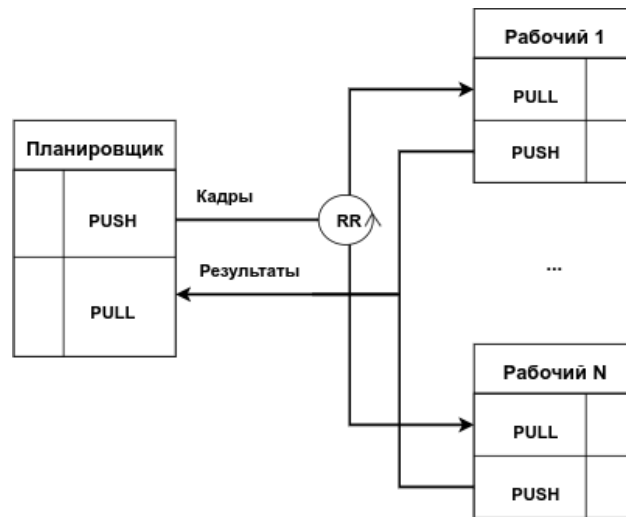 Рабочий 1
PULL
PUSH
Планировщик
PUSH
PULL
Кадры
RR
Результаты
...
Рабочий N
PULL
PUSH